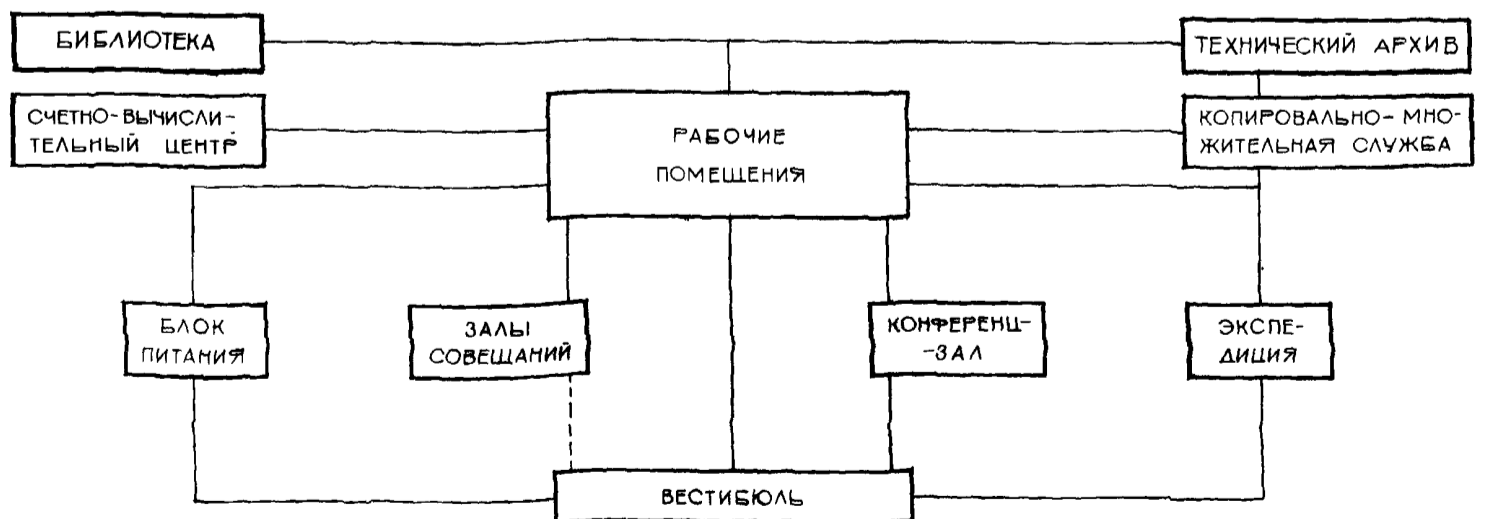 БИБЛИОТЕКА
ТЕХНИЧЕСКИЙ АРХИВ
СЧЕТНО-ВЫЧИСЛИ-
ТЕЛЬНЫЙ ЦЕНТР
РАБОЧИЕ
ПОМЕЩЕНИЯ
КОПИРОВАЛЬНО-МНО-
ЖИТЕЛЬНАЯ СЛУЖБА
БЛОК
ПИТАНИЯ
ЗАЛЫ
СОВЕЩАНИЙ
КОНФЕРЕНЦ-
-ЗАЛ
ЭКСПЕ-
ДИЦИЯ
ВЕСТИБЮЛЬ